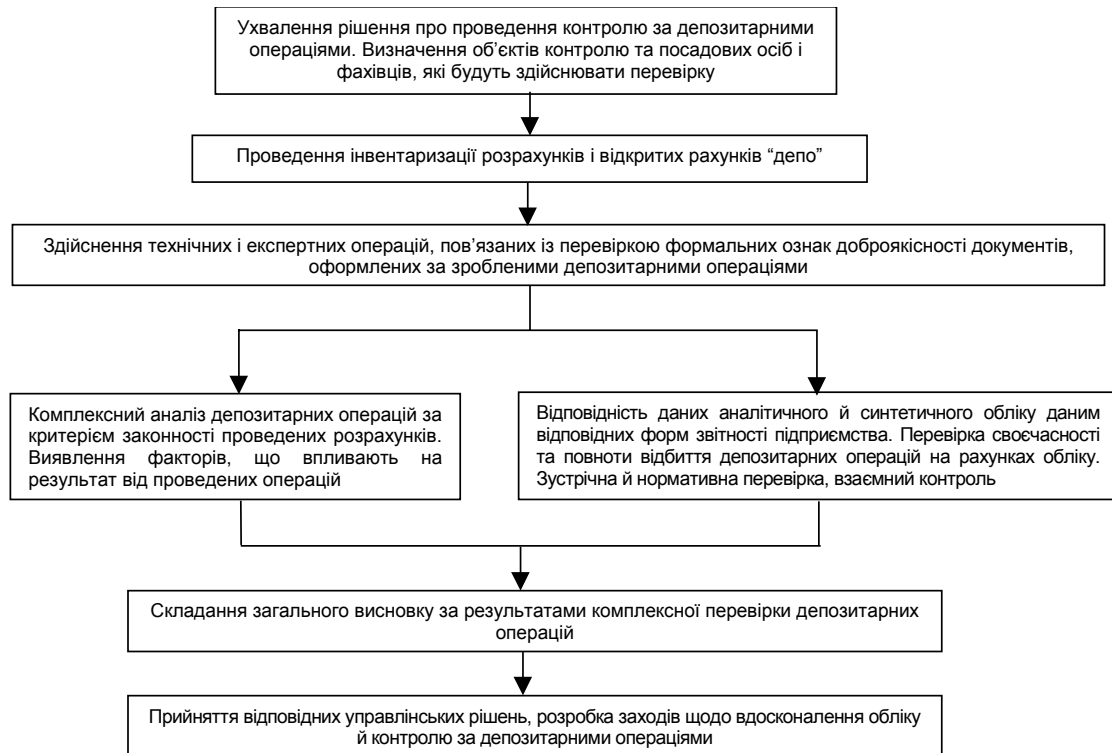 Ухвалення рішення про проведення контролю за депозитарними
операціями. Визначення об’єктів контролю та посадових осіб і
фахівців, які будуть здійснювати перевірку
Проведення інвентаризації розрахунків і відкритих рахунків “депо”
Здійснення технічних і експертних операцій, пов’язаних із перевіркою формальних ознак доброякісності документів,
оформлених за зробленими депозитарними операціями
Комплексний аналіз депозитарних операцій за
критерієм законності проведених розрахунків.
Виявлення факторів, що впливають на
результат від проведених операцій
Відповідність даних аналітичного й синтетичного обліку даним
відповідних форм звітності підприємства. Перевірка своєчасності
та повноти відбиття депозитарних операцій на рахунках обліку.
Зустрічна й нормативна перевірка, взаємний контроль
Складання загального висновку за результатами комплексної перевірки депозитарних
операцій
Прийняття відповідних управлінських рішень, розробка заходів щодо вдосконалення обліку
й контролю за депозитарними операціями